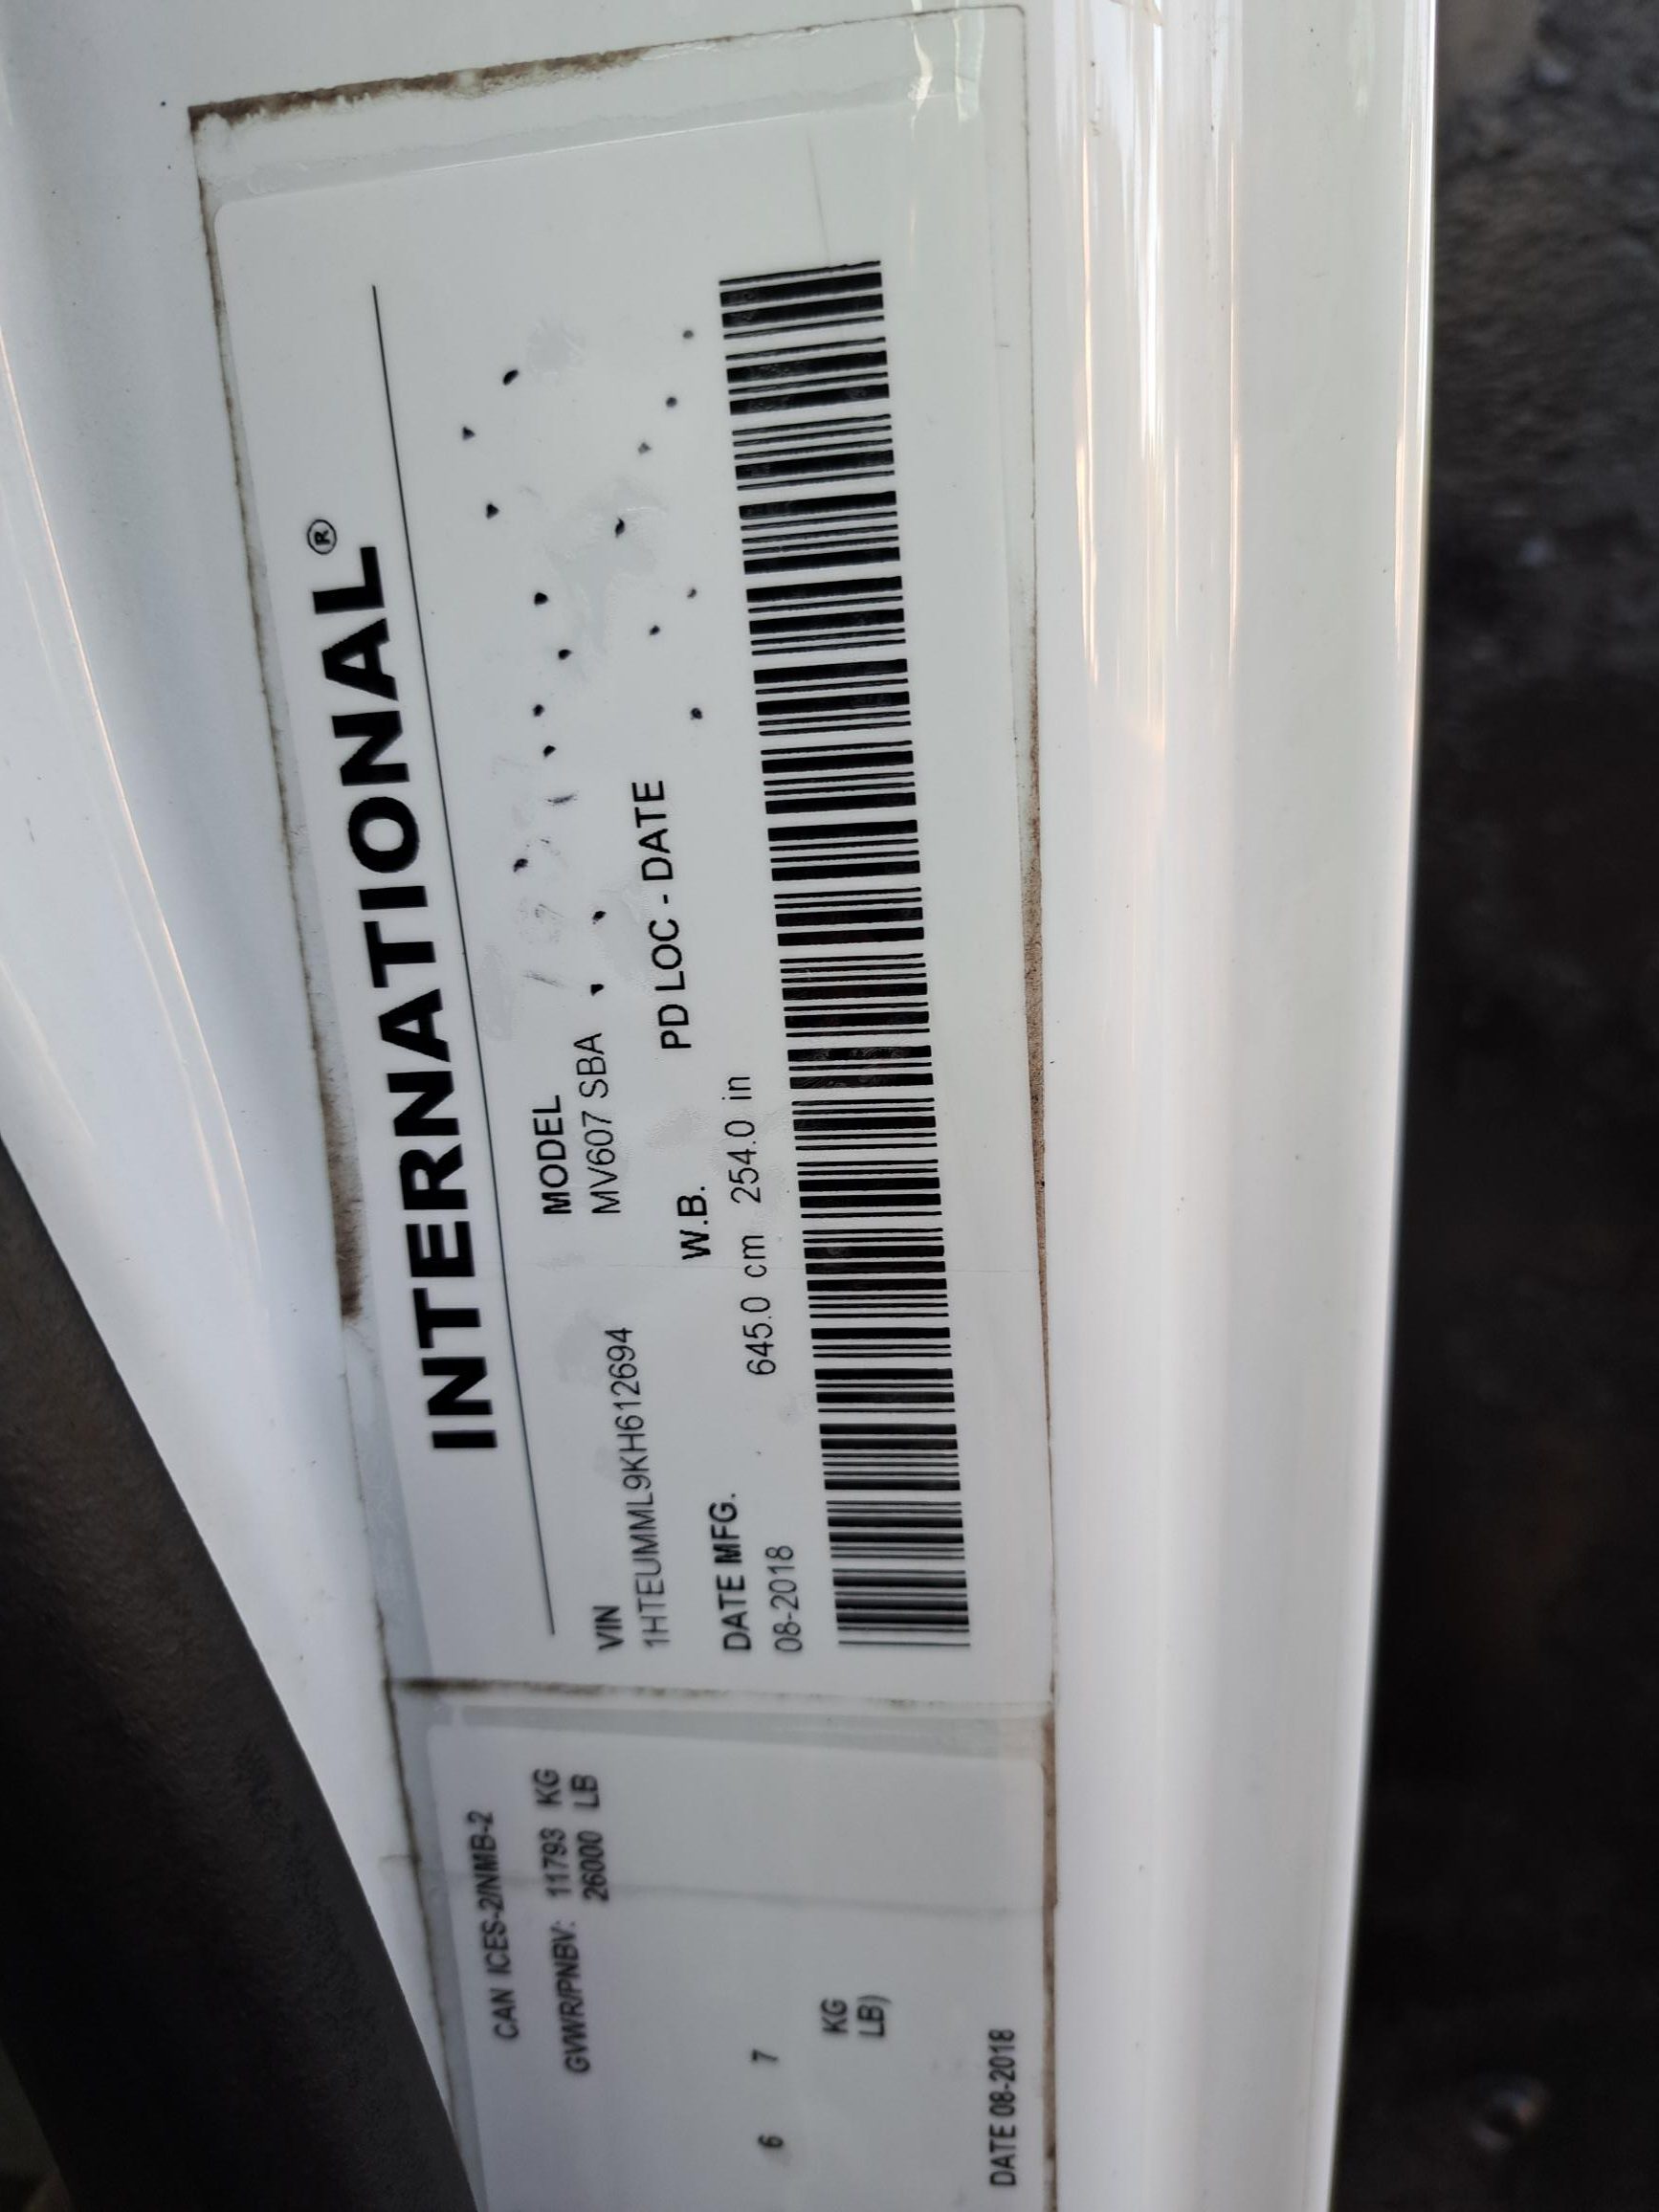 INTERNATIONAL®
VIN MODEL
1HTEUMML9KH612694 MV607 SBA
DATE MFG. W.B. PD LOC - DATE
08-2018 645.0 cm 254.0 in
CAN ICES-2/NMB-2
GVWR/PNBV: 11793 KG
26000 LB
6 7
KG
LB)
DATE 08-2018